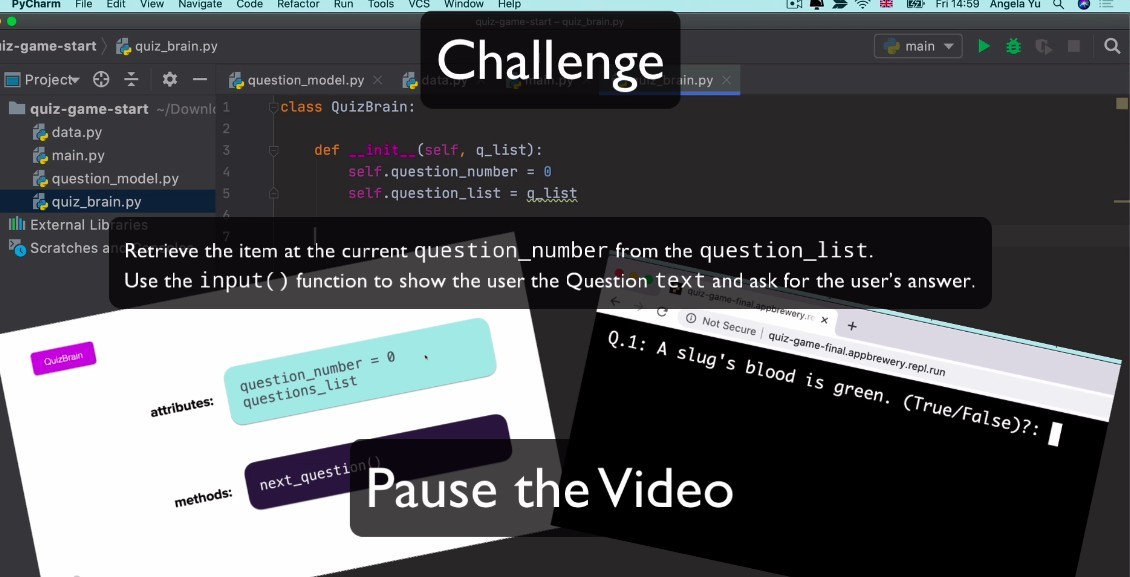 PyCharm File Edit View Navigate Code Refactor Run Tools VCS Window Help Fri 14:59 Angela Yu
quiz-game-start – quiz_brain.py
iz-game-start quiz_brain.py main
Challenge
Project question_model.py data.py main.py
quiz-game-start ~/Downl
data.py
main.py
question_model.py
quiz_brain.py
External Libraries
Scratches and
1 class QuizBrain:
2
3 def __init__(self, q_list):
4 self.question_number = 0
5 self.question_list = q_list
6
7
Retrieve the item at the current question_number from the question_list.
Use the input() function to show the user the Question text and ask for the user's answer.
QuizBrain
attributes:
question_number = 0
questions_list
methods:
next_question()
quiz-game-final.appbrewery.r
Not Secure | quiz-game-final.appbrewery.repl.run
Q.1: A slug's blood is green. (True/False)?:
Pause the Video